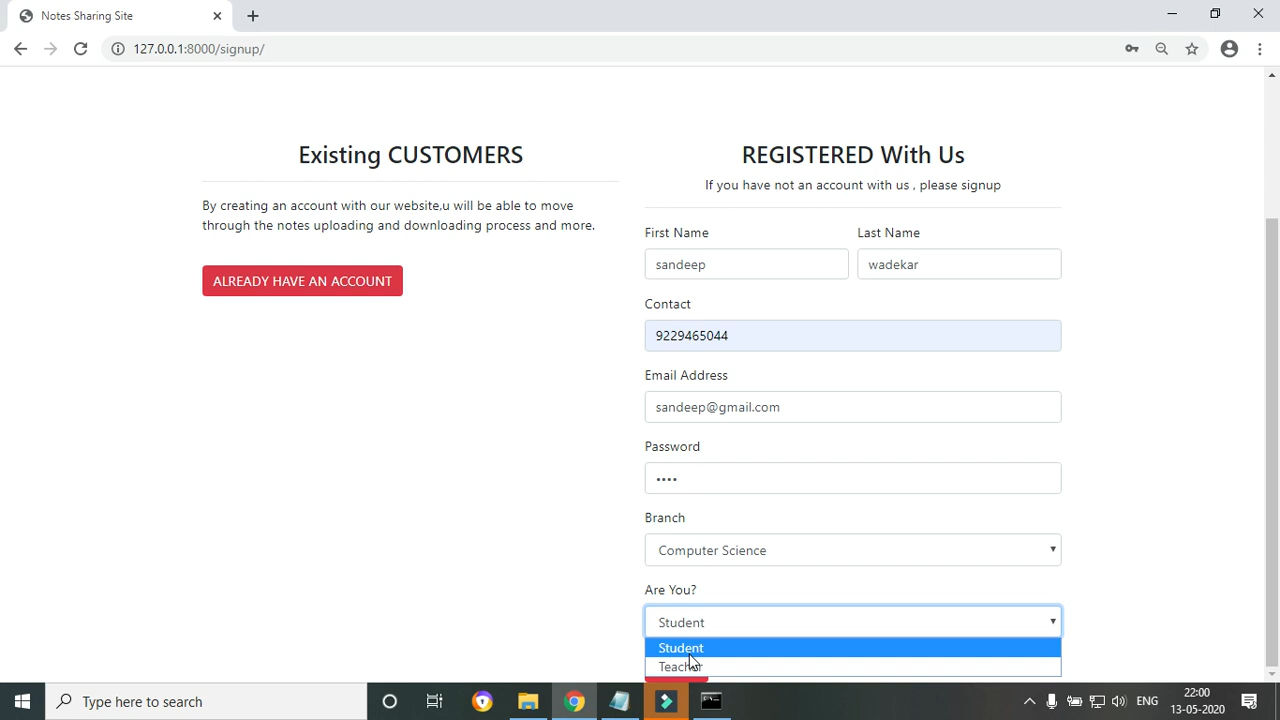 Notes Sharing Site
127.0.0.1:8000/signup/
Existing CUSTOMERS
By creating an account with our website,u will be able to move
through the notes uploading and downloading process and more.
ALREADY HAVE AN ACCOUNT
REGISTERED With Us
If you have not an account with us , please signup
First Name
Last Name
sandeep
wadekar
Contact
9229465044
Email Address
sandeep@gmail.com
Password
••••
Branch
Computer Science
Are You?
Student
Student
Teacher
Type here to search
ENG
22:00
13-05-2020